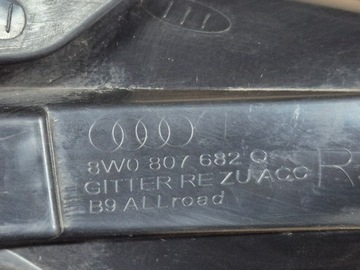 8W0 807 682 Q
GITTER RE ZU ACC
B9 ALLroad